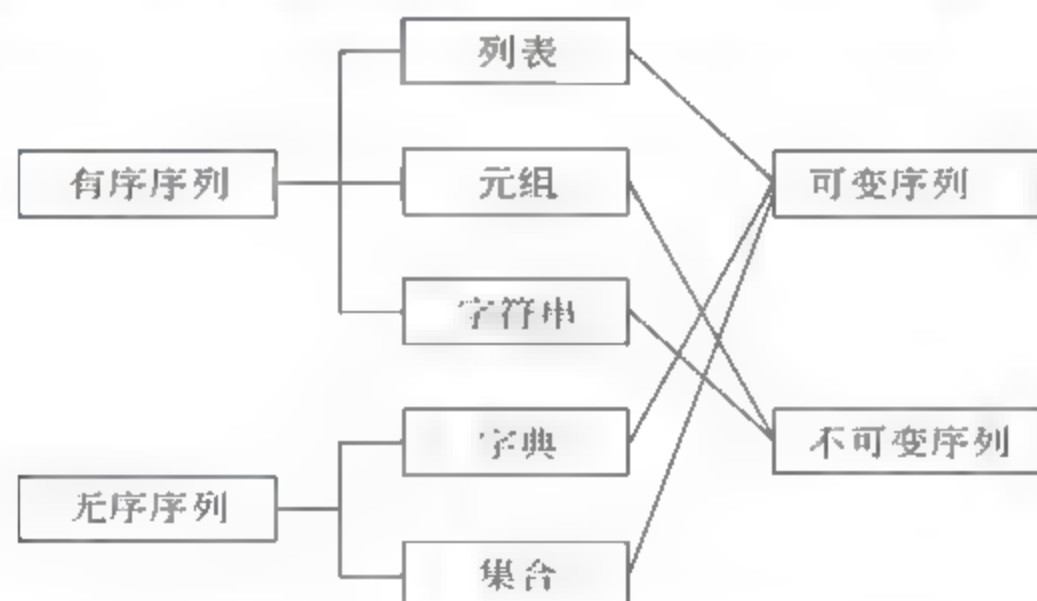 列表
有序序列
元组
可变序列
字符串
字典
不可变序列
无序序列
集合